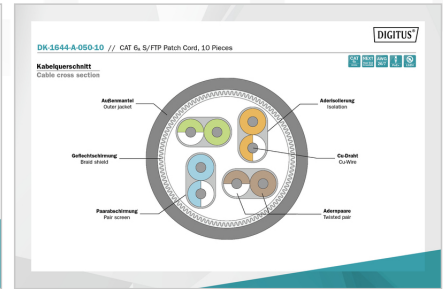 DIGITUS®
DK-1644-A-050-10 // CAT 6A S/FTP Patch Cord, 10 Pieces
Kabelquerschnitt
Cable cross section
Außenmantel
Outer jacket
Aderisolierung
Isolation
Geflechtschirmung
Braid shield
Cu-Draht
Cu-Wire
Paarabschirmung
Pair screen
Adernpaare
Twisted pair